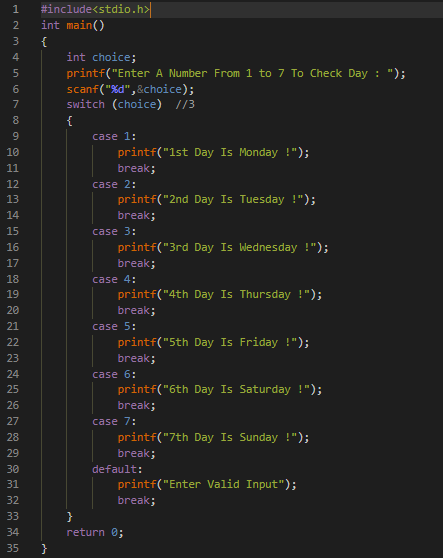 1 #include<stdio.h>
2 int main()
3 {
4     int choice;
5     printf("Enter A Number From 1 to 7 To Check Day : ");
6     scanf("%d",&choice);
7     switch (choice)  //3
8     {
9         case 1:
10             printf("1st Day Is Monday !");
11             break;
12         case 2:
13             printf("2nd Day Is Tuesday !");
14             break;
15         case 3:
16             printf("3rd Day Is Wednesday !");
17             break;
18         case 4:
19             printf("4th Day Is Thursday !");
20             break;
21         case 5:
22             printf("5th Day Is Friday !");
23             break;
24         case 6:
25             printf("6th Day Is Saturday !");
26             break;
27         case 7:
28             printf("7th Day Is Sunday !");
29             break;
30         default:
31             printf("Enter Valid Input");
32             break;
33     }
34     return 0;
35 }